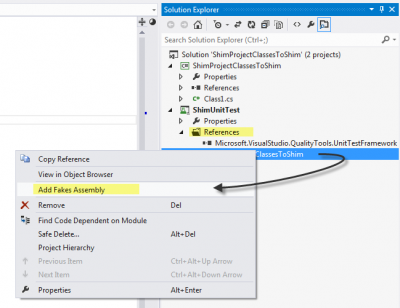 Solution Explorer
Search Solution Explorer (Ctrl+;)
Solution 'ShimProjectClassesToShim' (2 projects)
ShimProjectClassesToShim
Properties
References
Class1.cs
ShimUnitTest
Properties
References
Microsoft.VisualStudio.QualityTools.UnitTestFramework
ClassesToShim
Copy Reference
View in Object Browser
Add Fakes Assembly
Remove Del
Find Code Dependent on Module
Safe Delete... Alt+Del
Project Hierarchy
Previous Item Ctrl+Alt+Up Arrow
Next Item Ctrl+Alt+Down Arrow
Properties Alt+Enter